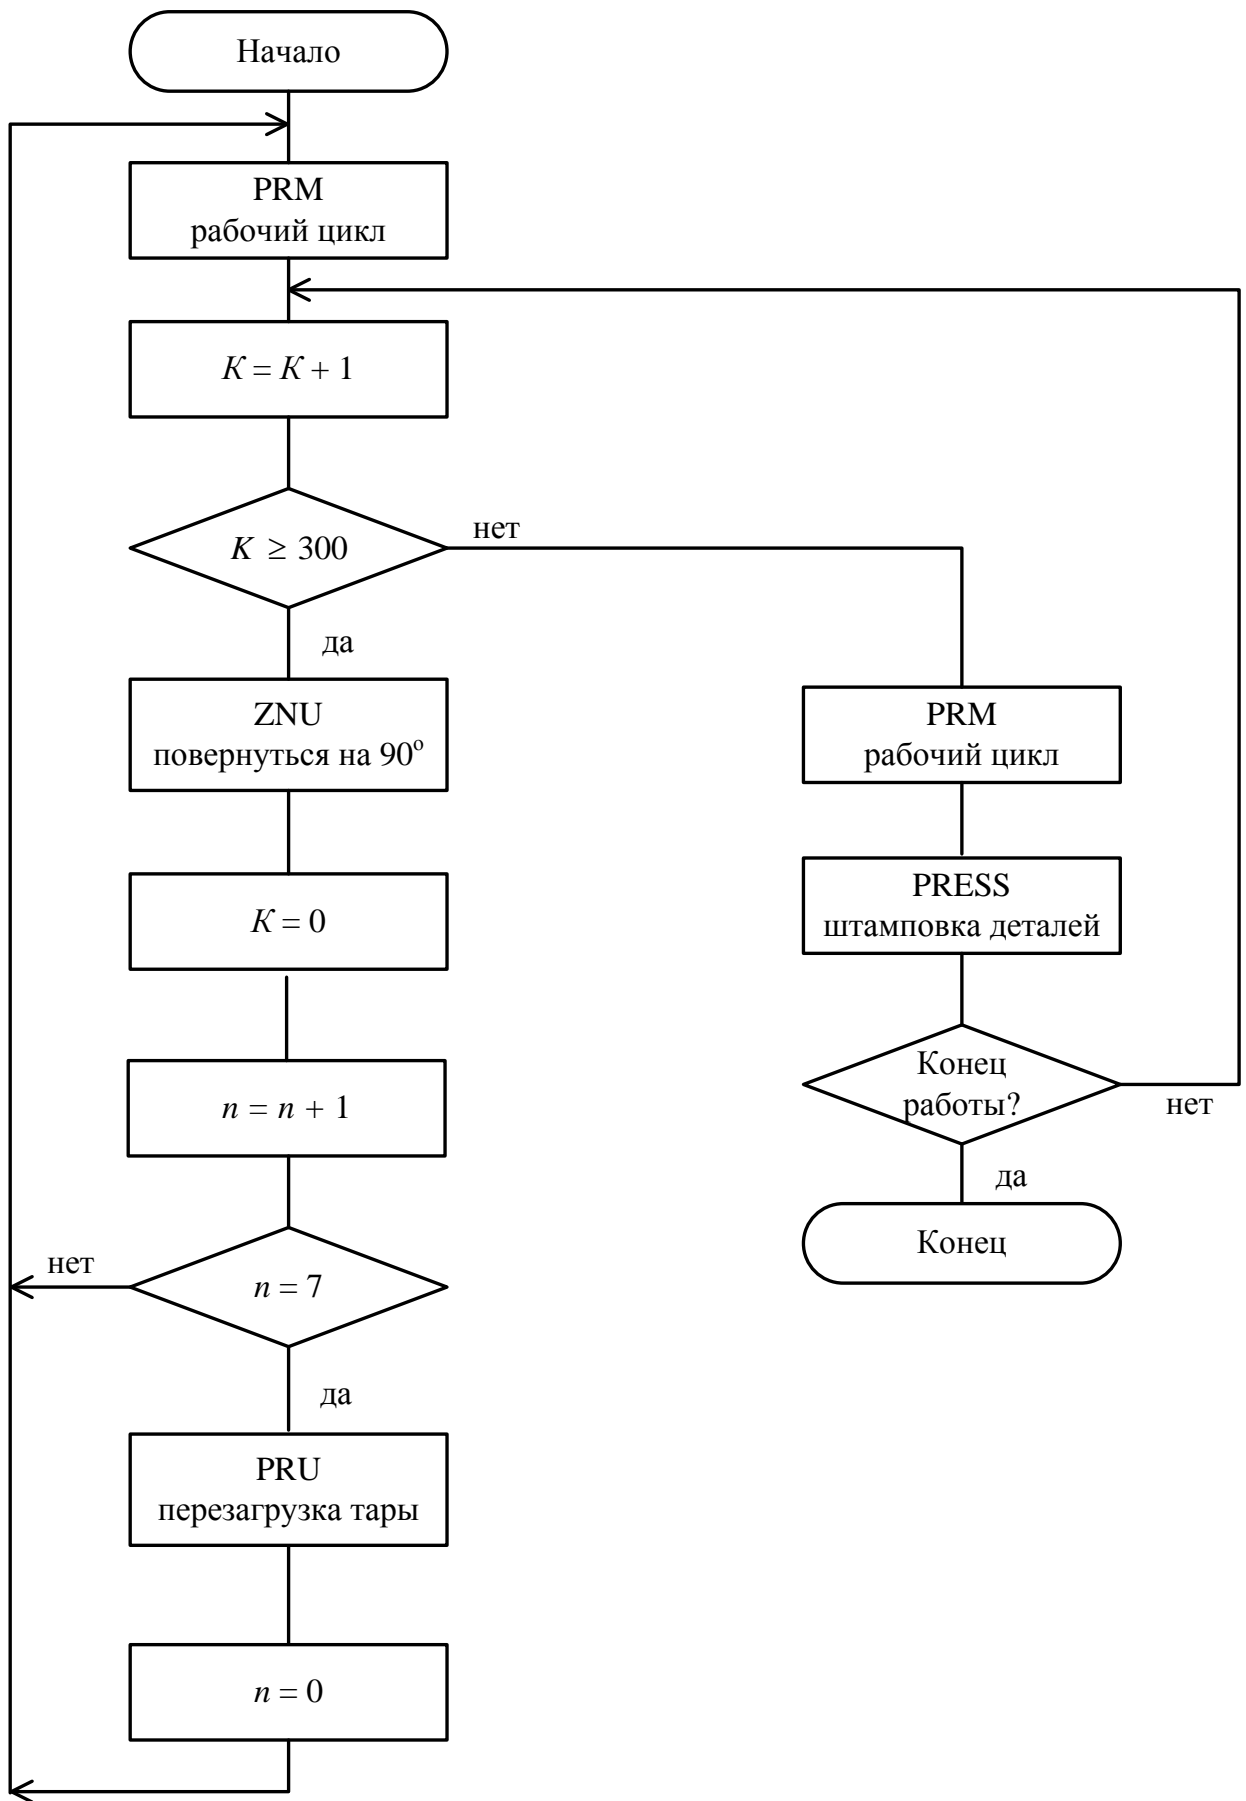 Начало
PRM
рабочий цикл
К = К + 1
K ≥ 300
нет
да
ZNU
повернуться на 90º
PRM
рабочий цикл
К = 0
PRESS
штамповка деталей
n = n + 1
Конец
работы?
нет
да
Конец
n = 7
нет
да
PRU
перезагрузка тары
n = 0